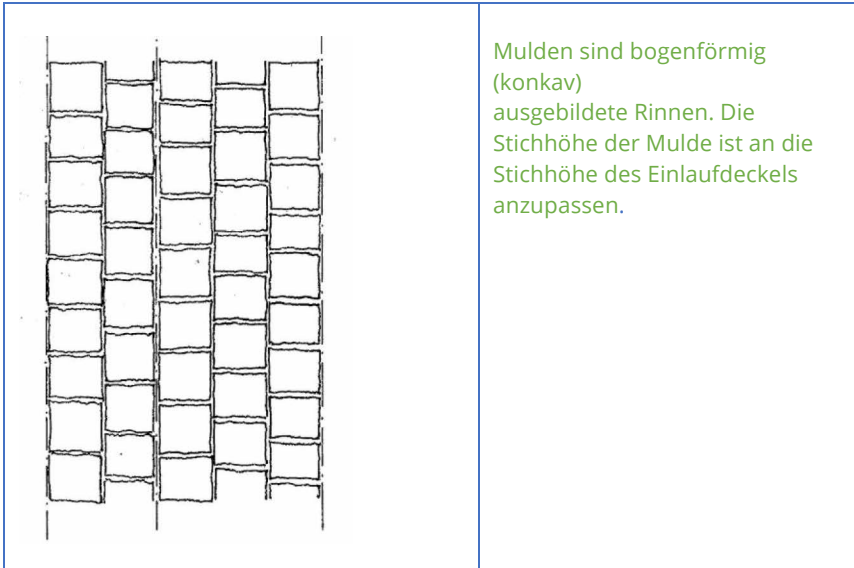 Mulden sind bogenförmig
(konkav)
ausgebildete Rinnen. Die
Stichhöhe der Mulde ist an die
Stichhöhe des Einlaufdeckels
anzupassen.